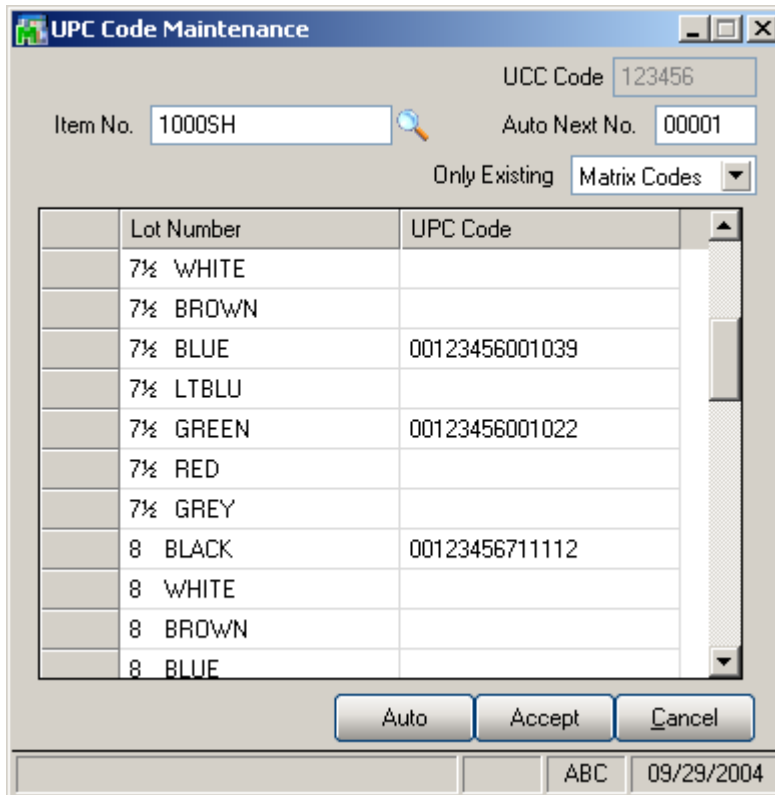 UPC Code Maintenance
UCC Code 123456
Item No. 1000SH Auto Next No. 00001
Only Existing Matrix Codes
Lot Number UPC Code
7½ WHITE
7½ BROWN
7½ BLUE 00123456001039
7½ LTBLU
7½ GREEN 00123456001022
7½ RED
7½ GREY
8 BLACK 00123456711112
8 WHITE
8 BROWN
8 BLUE
Auto Accept Cancel
ABC 09/29/2004